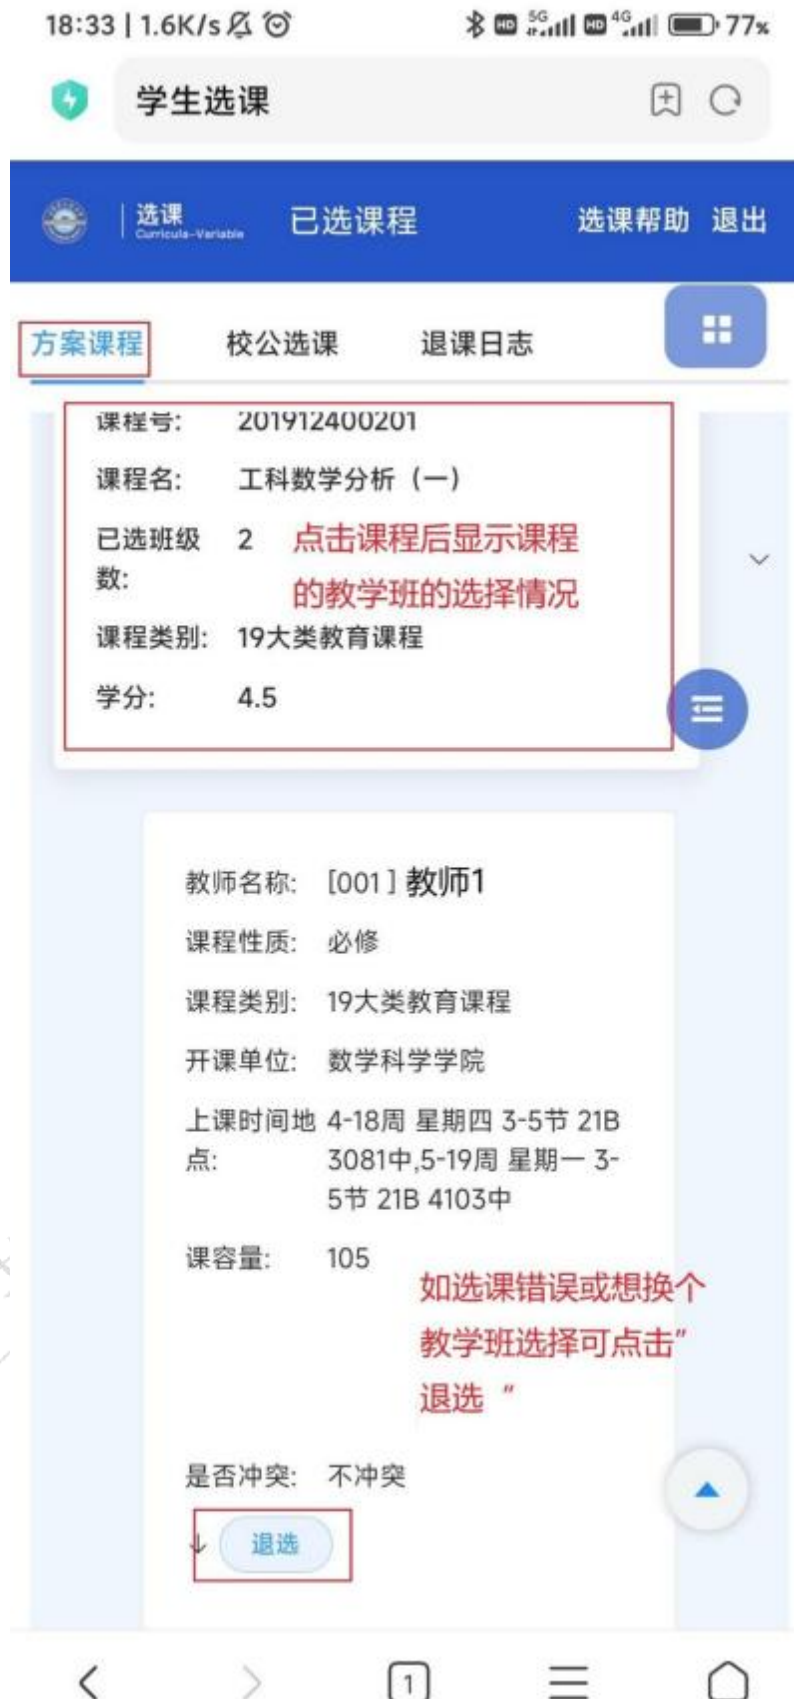 18:33 | 1.6K/s
HD 5G HD 4G 77%
学生选课
选课
Curricula-Variable
已选课程
选课帮助 退出
方案课程 校公选课 退课日志
课程号: 201912400201
课程名: 工科数学分析（一）
已选班级 2
数:
点击课程后显示课程
的教学班的选择情况
课程类别: 19大类教育课程
学分: 4.5
教师名称: [001] 教师1
课程性质: 必修
课程类别: 19大类教育课程
开课单位: 数学科学学院
上课时间地 4-18周 星期四 3-5节 21B
点: 3081中,5-19周 星期一 3-
5节 21B 4103中
课容量: 105
如选课错误或想换个
教学班选择可点击”
退选 “
是否冲突: 不冲突
退选
1